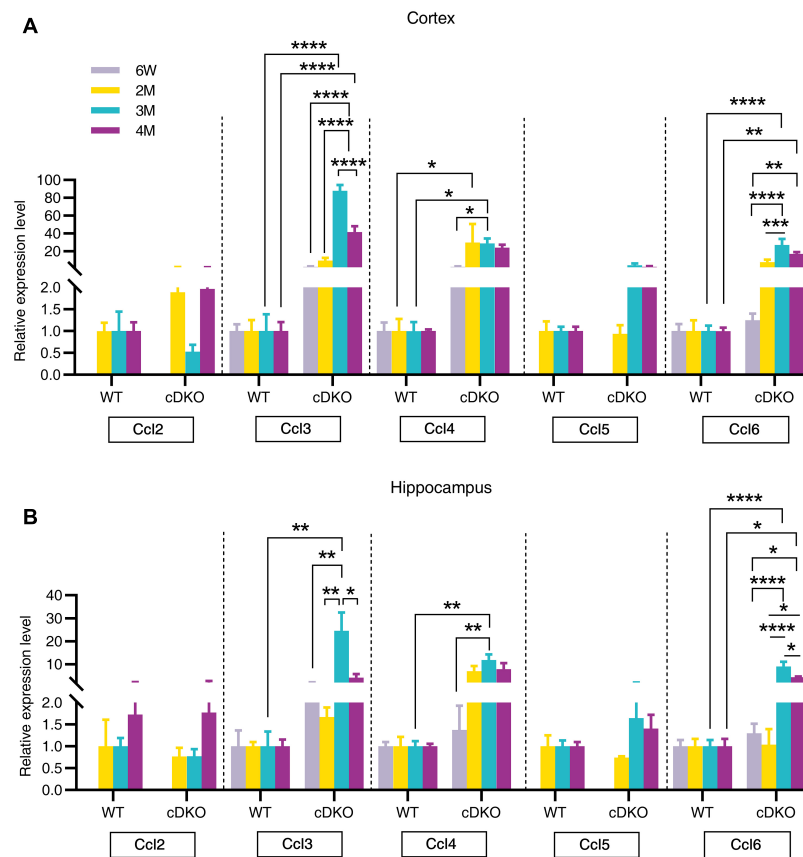 A
Cortex
6W
2M
3M
4M
**** **** **** **** ****
* * *
**** ** ** **** ***
Relative expression level
100
80
60
40
20
2.0
1.5
1.0
0.5
0.0
WT cDKO WT cDKO WT cDKO WT cDKO WT cDKO
Ccl2 Ccl3 Ccl4 Ccl5 Ccl6
B
Hippocampus
** ** ** *
** **
**** * * **** * **** *
Relative expression level
40
30
20
10
2.0
1.5
1.0
0.5
0.0
WT cDKO WT cDKO WT cDKO WT cDKO WT cDKO
Ccl2 Ccl3 Ccl4 Ccl5 Ccl6